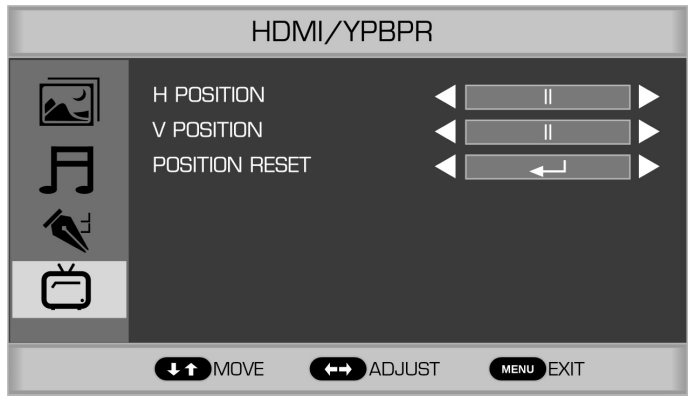 HDMI/YPBPR
H POSITION
V POSITION
POSITION RESET
MOVE ADJUST MENU EXIT